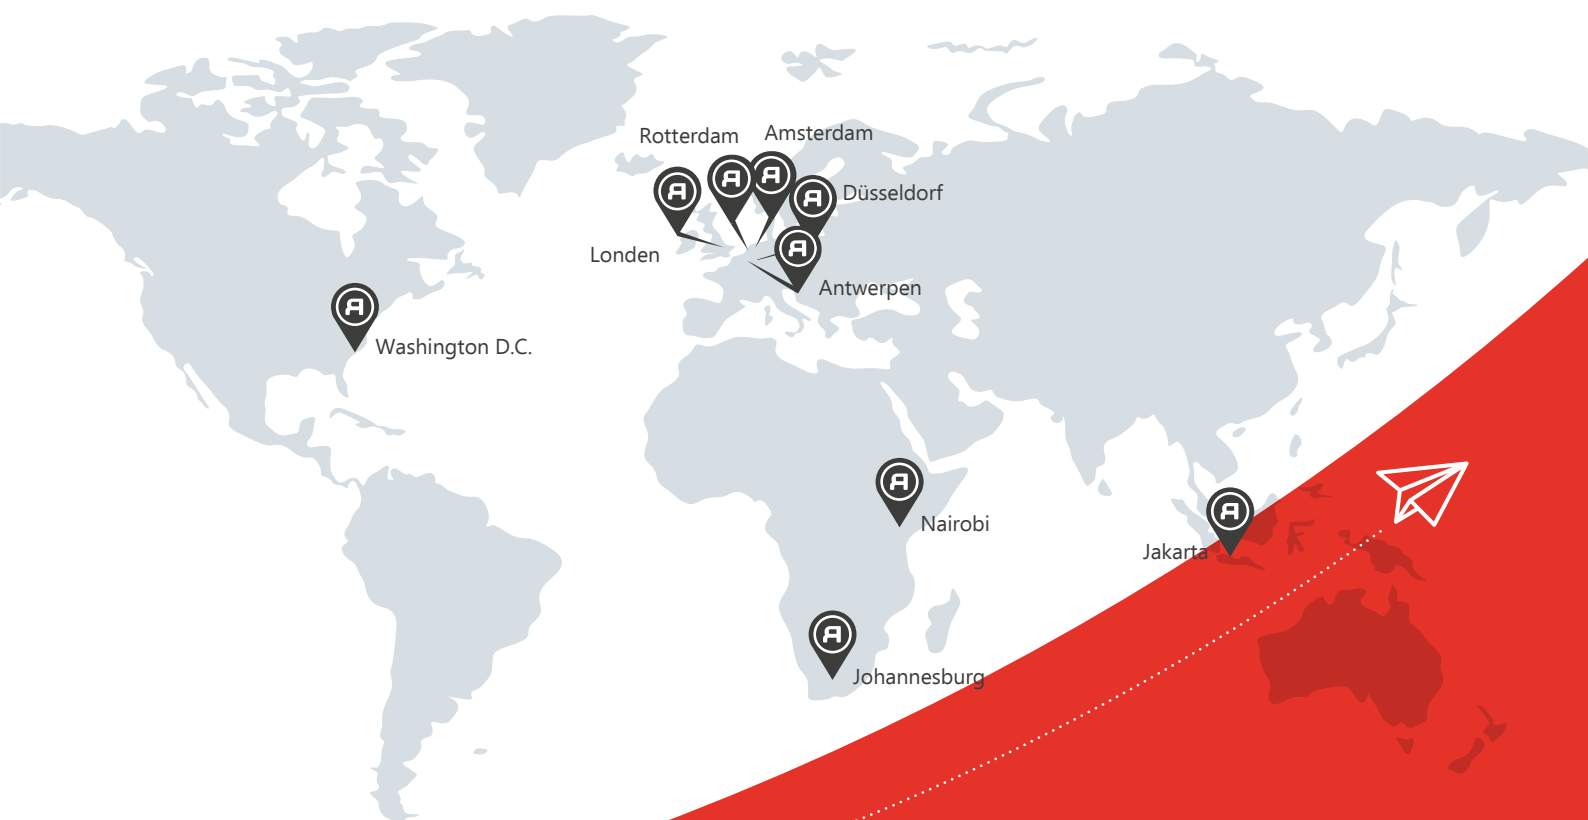 Rotterdam
Amsterdam
Düsseldorf
Londen
Antwerpen
Washington D.C.
Nairobi
Jakarta
Johannesburg